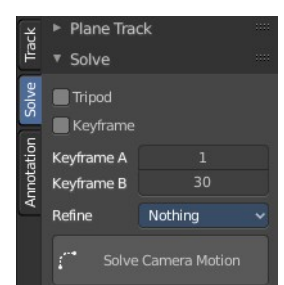 Track
Solve
Annotation
Plane Track
Solve
Tripod
Keyframe
Keyframe A 1
Keyframe B 30
Refine Nothing
Solve Camera Motion